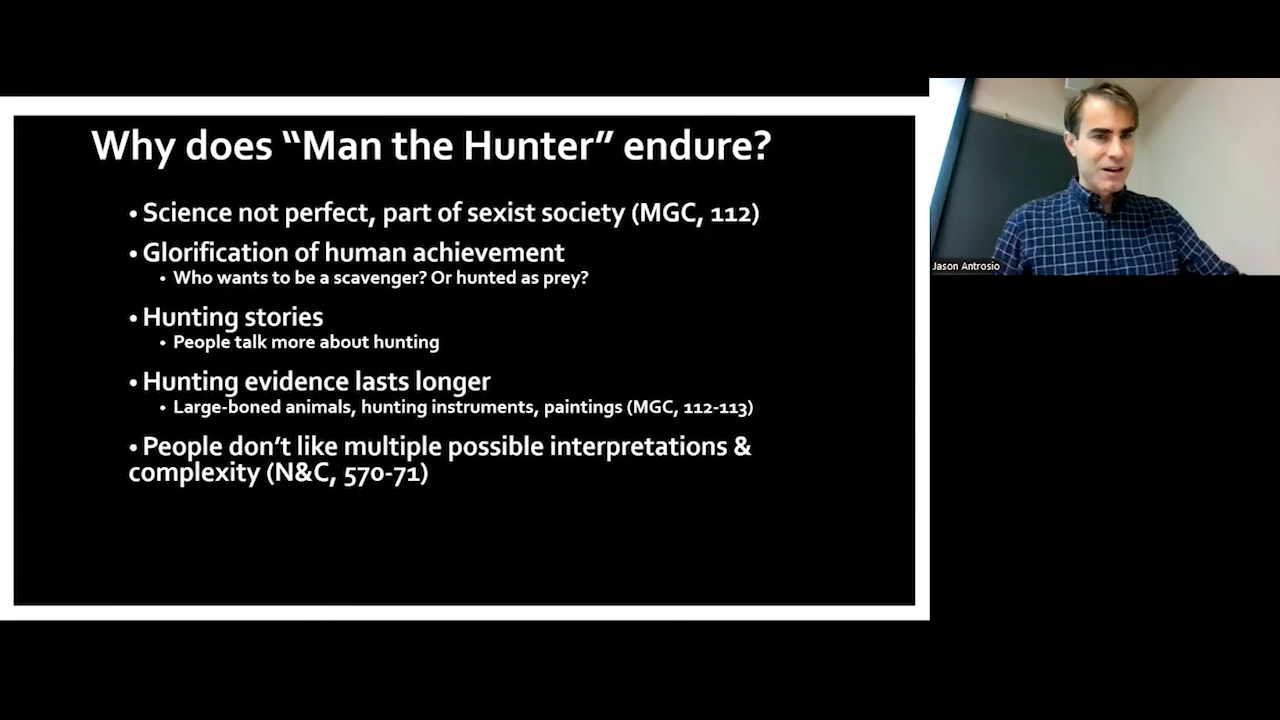 Why does “Man the Hunter” endure?
• Science not perfect, part of sexist society (MGC, 112)
• Glorification of human achievement
• Who wants to be a scavenger? Or hunted as prey?
• Hunting stories
• People talk more about hunting
• Hunting evidence lasts longer
• Large-boned animals, hunting instruments, paintings (MGC, 112-113)
• People don’t like multiple possible interpretations &
complexity (N&C, 570-71)
Jason Antrosio